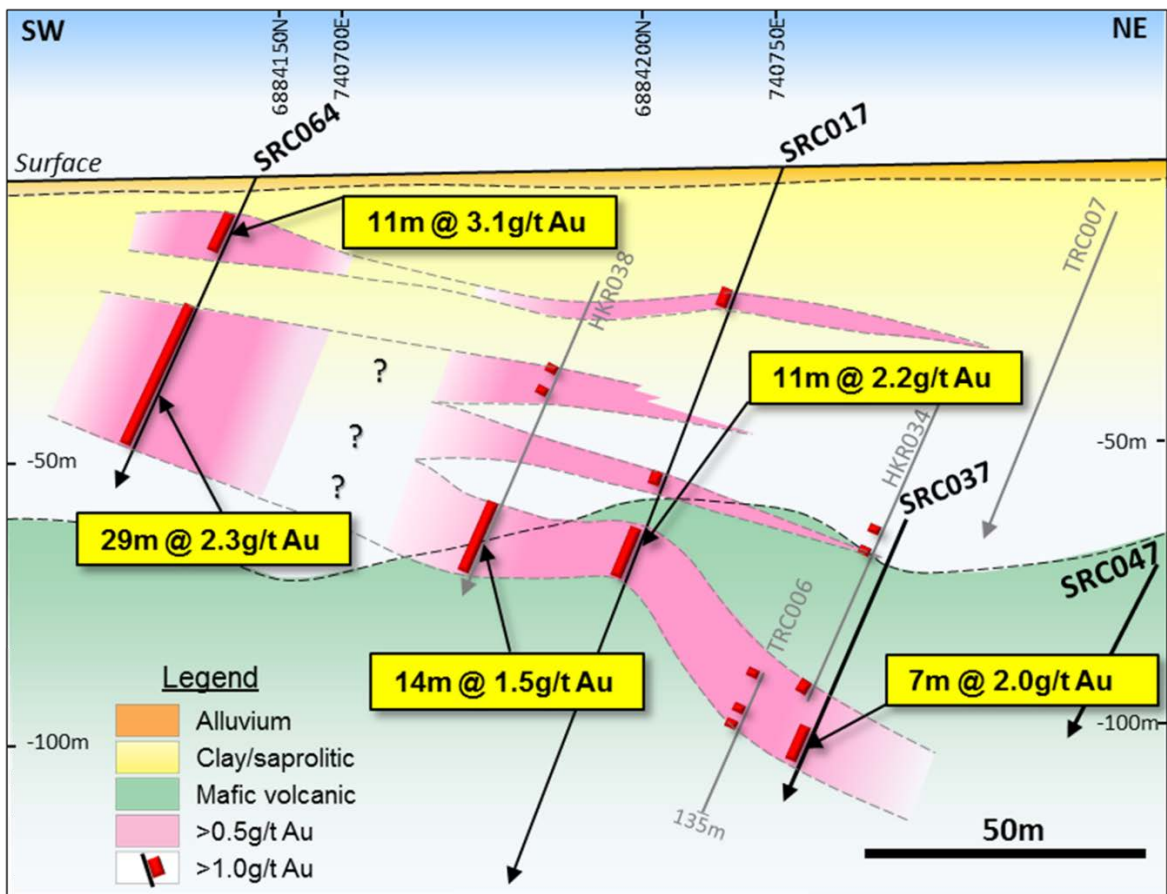 SW
NE
6884150N
740700E
6884200N
740750E
SRC064
SRC017
Surface
11m @ 3.1g/t Au
HKR038
TRC007
?
?
?
11m @ 2.2g/t Au
HKR034
-50m
-50m
SRC037
29m @ 2.3g/t Au
SRC047
TRC006
14m @ 1.5g/t Au
7m @ 2.0g/t Au
-100m
-100m
135m
Legend
Alluvium
Clay/saprolitic
Mafic volcanic
>0.5g/t Au
>1.0g/t Au
50m